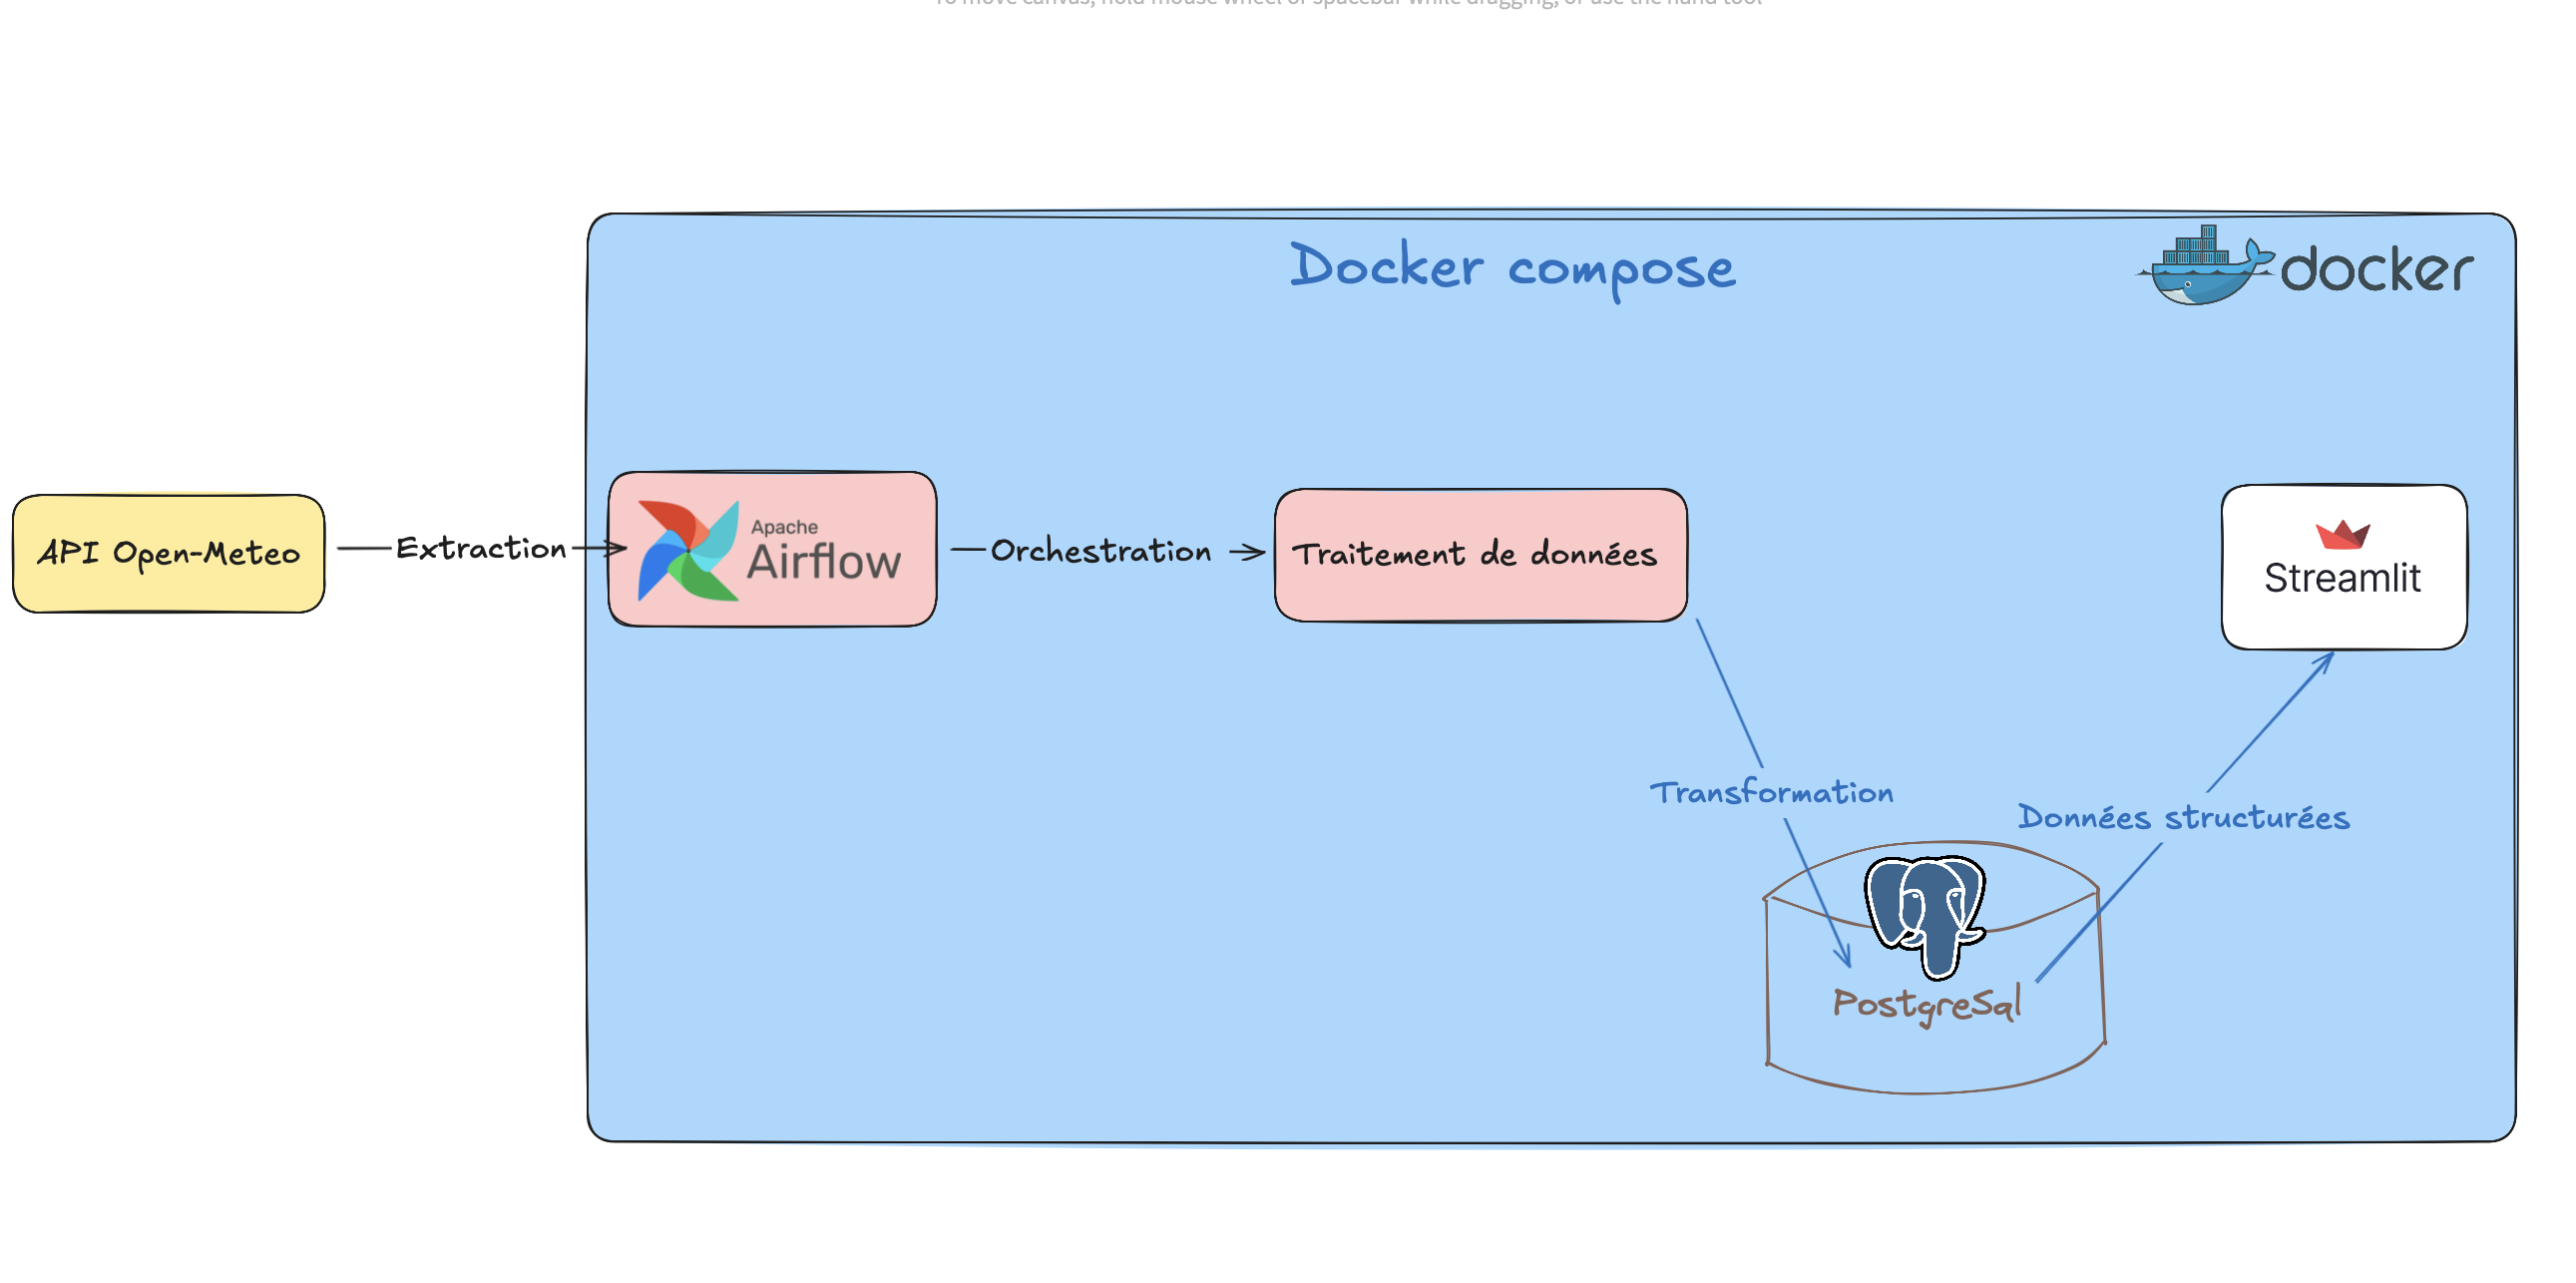 To move canvas, hold mouse wheel or spacebar while dragging, or use the hand tool
Docker compose
docker
API Open-Meteo
Extraction
Apache
Airflow
Orchestration
Traitement de données
Streamlit
Transformation
Données structurées
PostgreSql